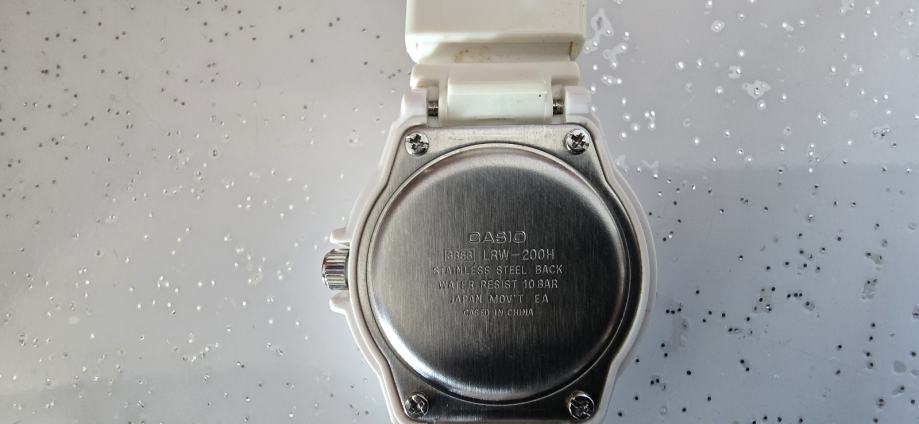 CASIO
3363 LRW-200H
STAINLESS STEEL BACK
WATER RESIST 10 BAR
JAPAN MOV'T EA
CASED IN CHINA